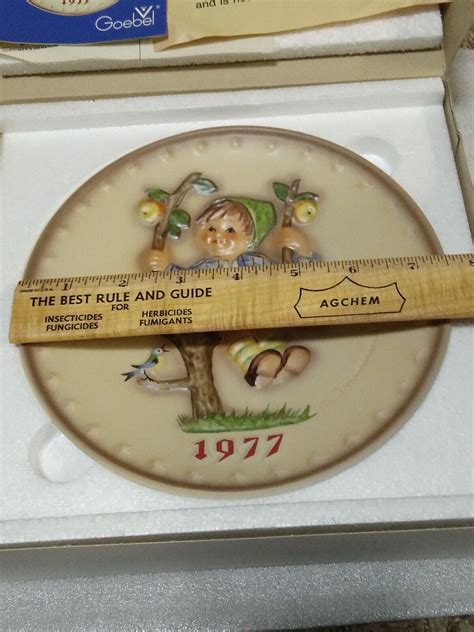 1977
Goebel
and is
1 2 3 4 5 6 7
THE BEST RULE AND GUIDE
FOR
INSECTICIDES HERBICIDES
FUNGICIDES FUMIGANTS
AGCHEM
1977